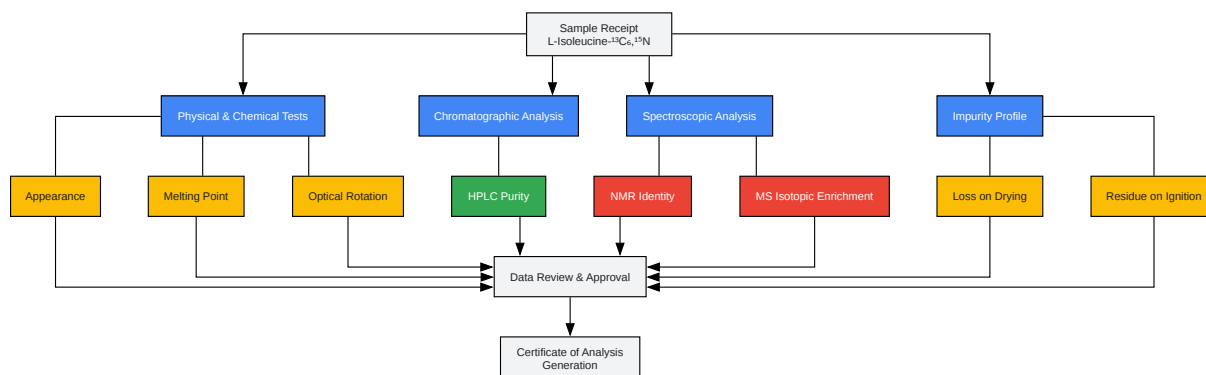 Sample Receipt
L-Isoleucine-¹³C₆,¹⁵N
Physical & Chemical Tests
Chromatographic Analysis
Spectroscopic Analysis
Impurity Profile
Appearance
Melting Point
Optical Rotation
HPLC Purity
NMR Identity
MS Isotopic Enrichment
Loss on Drying
Residue on Ignition
Data Review & Approval
Certificate of Analysis
Generation